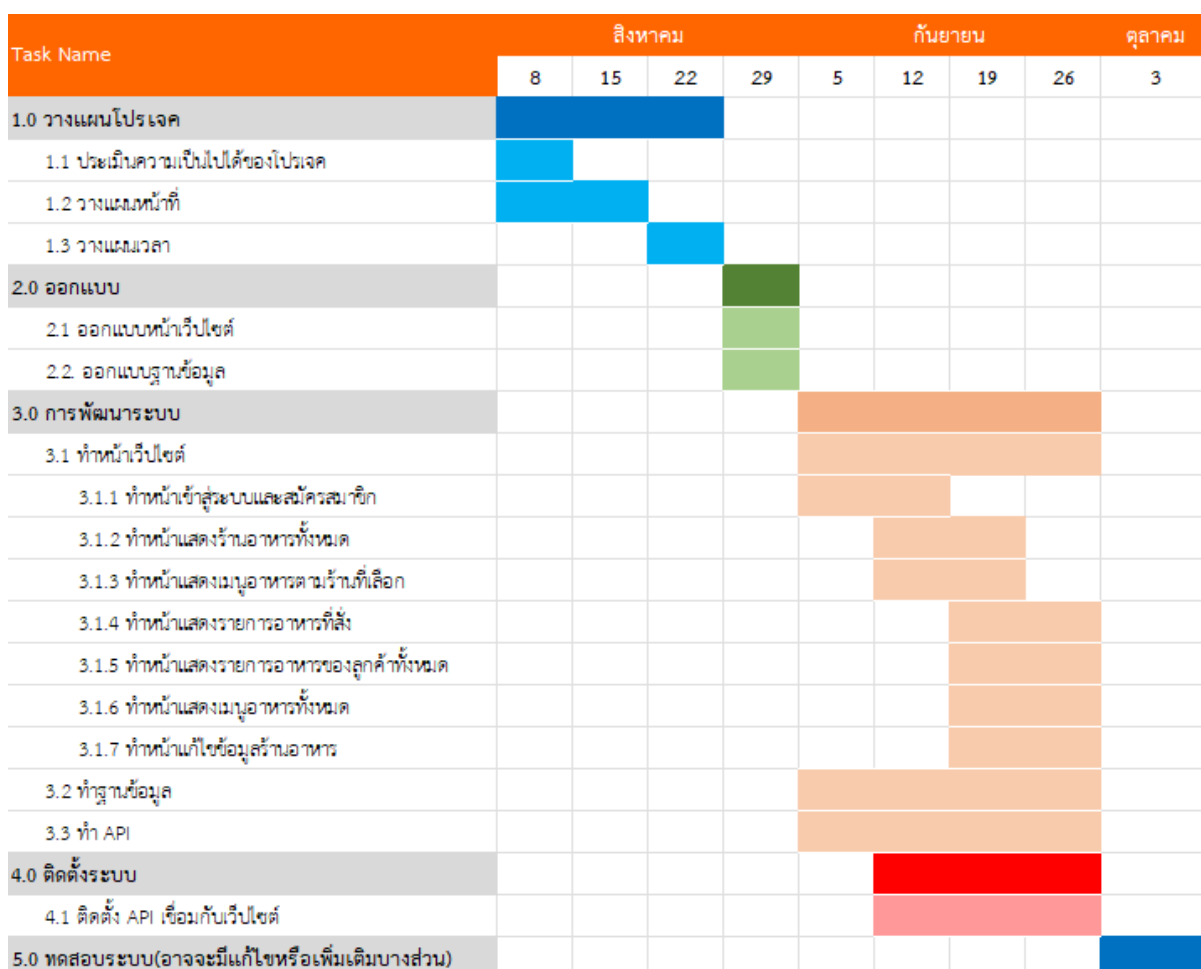 Task Name สิงหาคม กันยายน ตุลาคม
8 15 22 29 5 12 19 26 3
1.0 วางแผนโปรเจค
1.1 ประเมินความเป็นไปได้ของโปรเจค
1.2 วางแผนหน้าที่
1.3 วางแผนเวลา
2.0 ออกแบบ
2.1 ออกแบบหน้าเว็ปไซต์
2.2. ออกแบบฐานข้อมูล
3.0 การพัฒนาระบบ
3.1 ทำหน้าเว็ปไซต์
3.1.1 ทำหน้าเข้าสู่ระบบและสมัครสมาชิก
3.1.2 ทำหน้าแสดงร้านอาหารทั้งหมด
3.1.3 ทำหน้าแสดงเมนูอาหารตามร้านที่เลือก
3.1.4 ทำหน้าแสดงรายการอาหารที่สั่ง
3.1.5 ทำหน้าแสดงรายการอาหารของลูกค้าทั้งหมด
3.1.6 ทำหน้าแสดงเมนูอาหารทั้งหมด
3.1.7 ทำหน้าแก้ไขข้อมูลร้านอาหาร
3.2 ทำฐานข้อมูล
3.3 ทำ API
4.0 ติดตั้งระบบ
4.1 ติดตั้ง API เชื่อมกับเว็ปไซต์
5.0 ทดสอบระบบ(อาจจะมีแก้ไขหรือเพิ่มเติมบางส่วน)